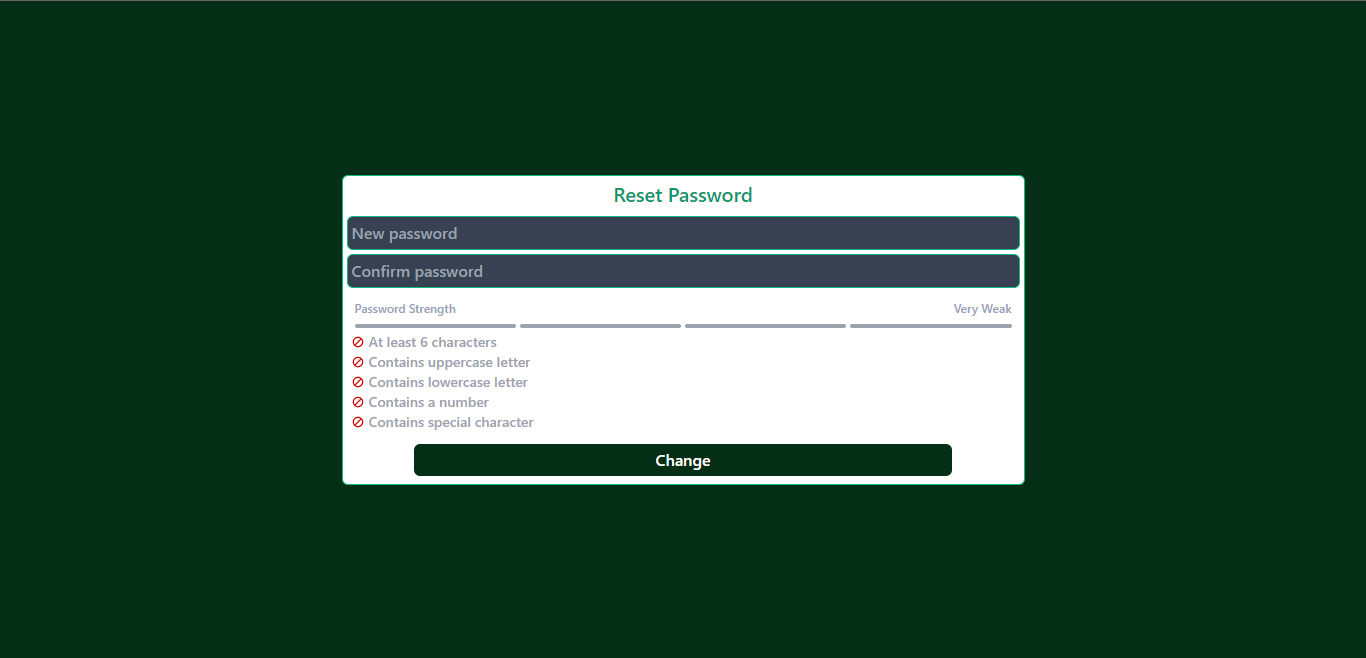 Reset Password
New password
Confirm password
Password Strength Very Weak
At least 6 characters
Contains uppercase letter
Contains lowercase letter
Contains a number
Contains special character
Change